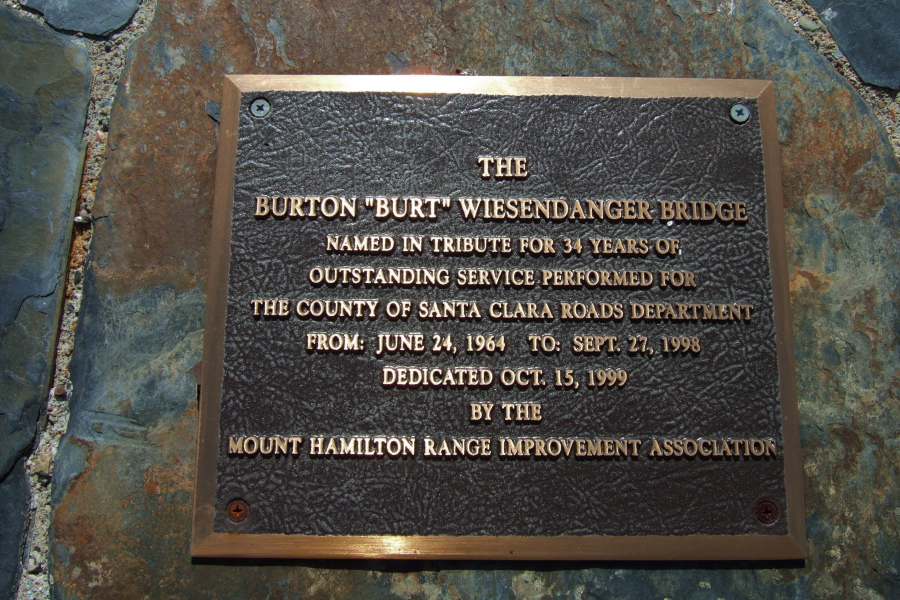 THE
BURTON "BURT" WIESENDANGER BRIDGE
NAMED IN TRIBUTE FOR 34 YEARS OF
OUTSTANDING SERVICE PERFORMED FOR
THE COUNTY OF SANTA CLARA ROADS DEPARTMENT
FROM: JUNE 24, 1964 TO: SEPT. 27, 1998
DEDICATED OCT. 15, 1999
BY THE
MOUNT HAMILTON RANGE IMPROVEMENT ASSOCIATION